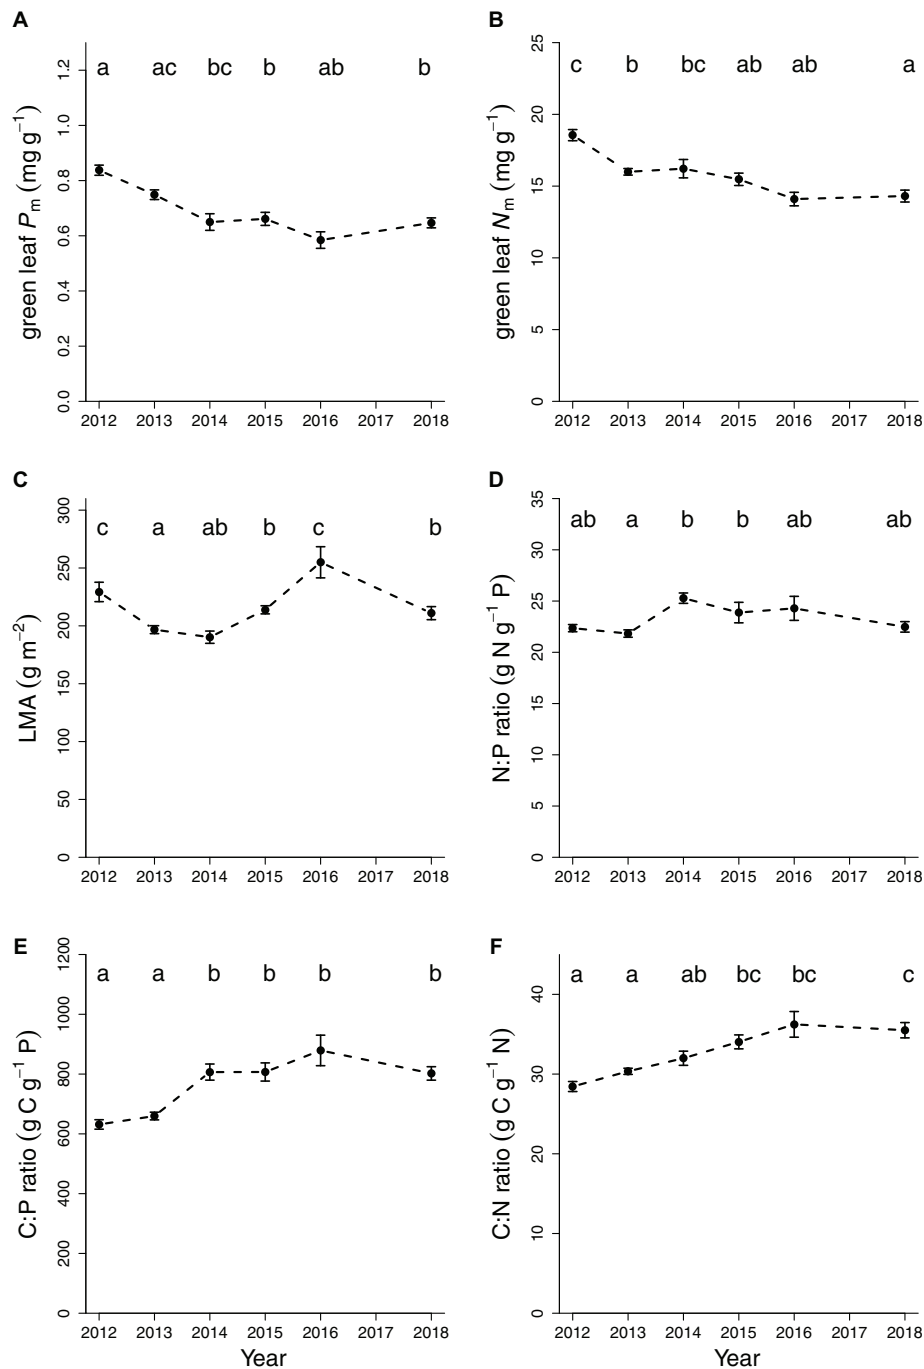 A
green leaf Pm (mg g−1)
0.0 0.2 0.4 0.6 0.8 1.0 1.2
a ac bc b ab b
2012 2013 2014 2015 2016 2017 2018
B
green leaf Nm (mg g−1)
0 5 10 15 20 25
c b bc ab ab a
2012 2013 2014 2015 2016 2017 2018
C
LMA (g m−2)
0 50 100 150 200 250 300
c a ab b c b
2012 2013 2014 2015 2016 2017 2018
D
N:P ratio (g N g−1 P)
0 5 10 15 20 25 30 35
ab a b b ab ab
2012 2013 2014 2015 2016 2017 2018
E
C:P ratio (g C g−1 P)
0 200 400 600 800 1000 1200
a a b b b b
2012 2013 2014 2015 2016 2017 2018
Year
F
C:N ratio (g C g−1 N)
0 10 20 30 40
a a ab bc bc c
2012 2013 2014 2015 2016 2017 2018
Year